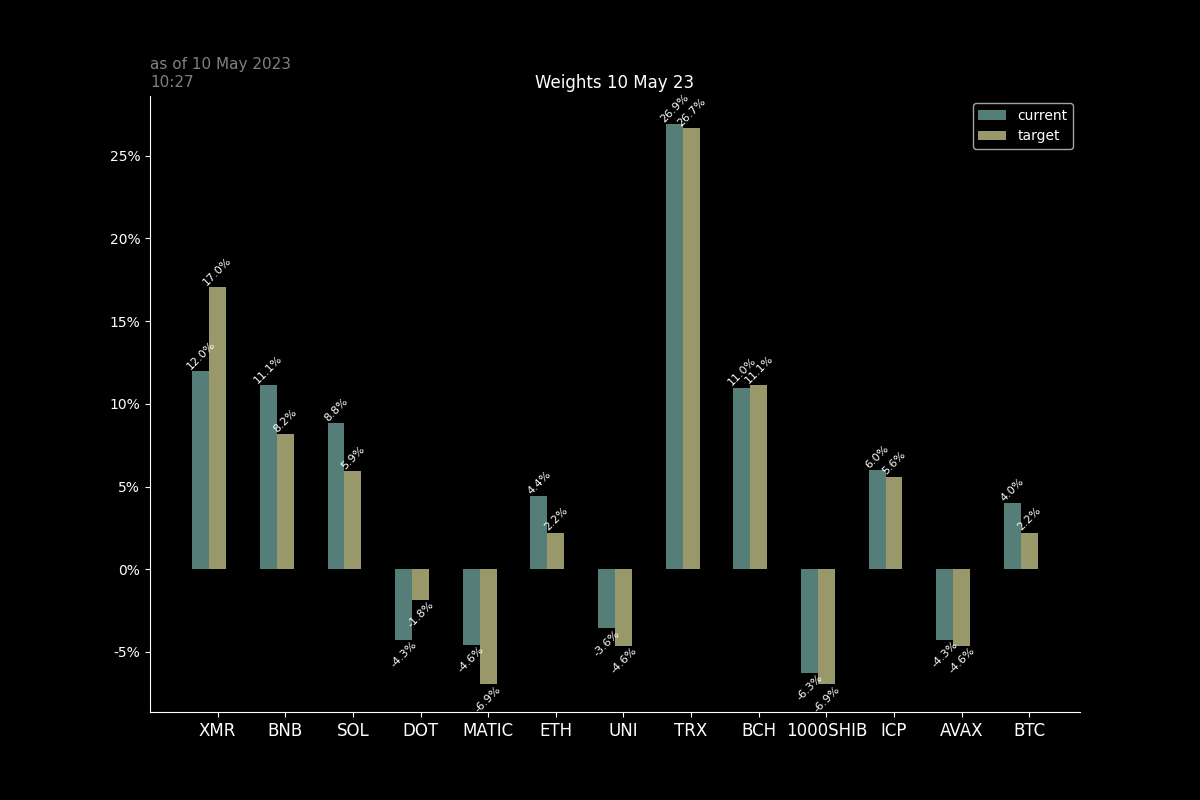 as of 10 May 2023
10:27
Weights 10 May 23
current
target
25%
20%
15%
10%
5%
0%
-5%
12.0%
17.0%
11.1%
8.2%
8.8%
5.9%
-4.3%
-1.8%
-4.6%
-6.9%
4.4%
2.2%
-3.6%
-4.6%
26.9%
26.7%
11.0%
11.1%
-6.3%
-6.9%
6.0%
5.6%
-4.3%
-4.6%
4.0%
2.2%
XMR
BNB
SOL
DOT
MATIC
ETH
UNI
TRX
BCH
1000SHIB
ICP
AVAX
BTC